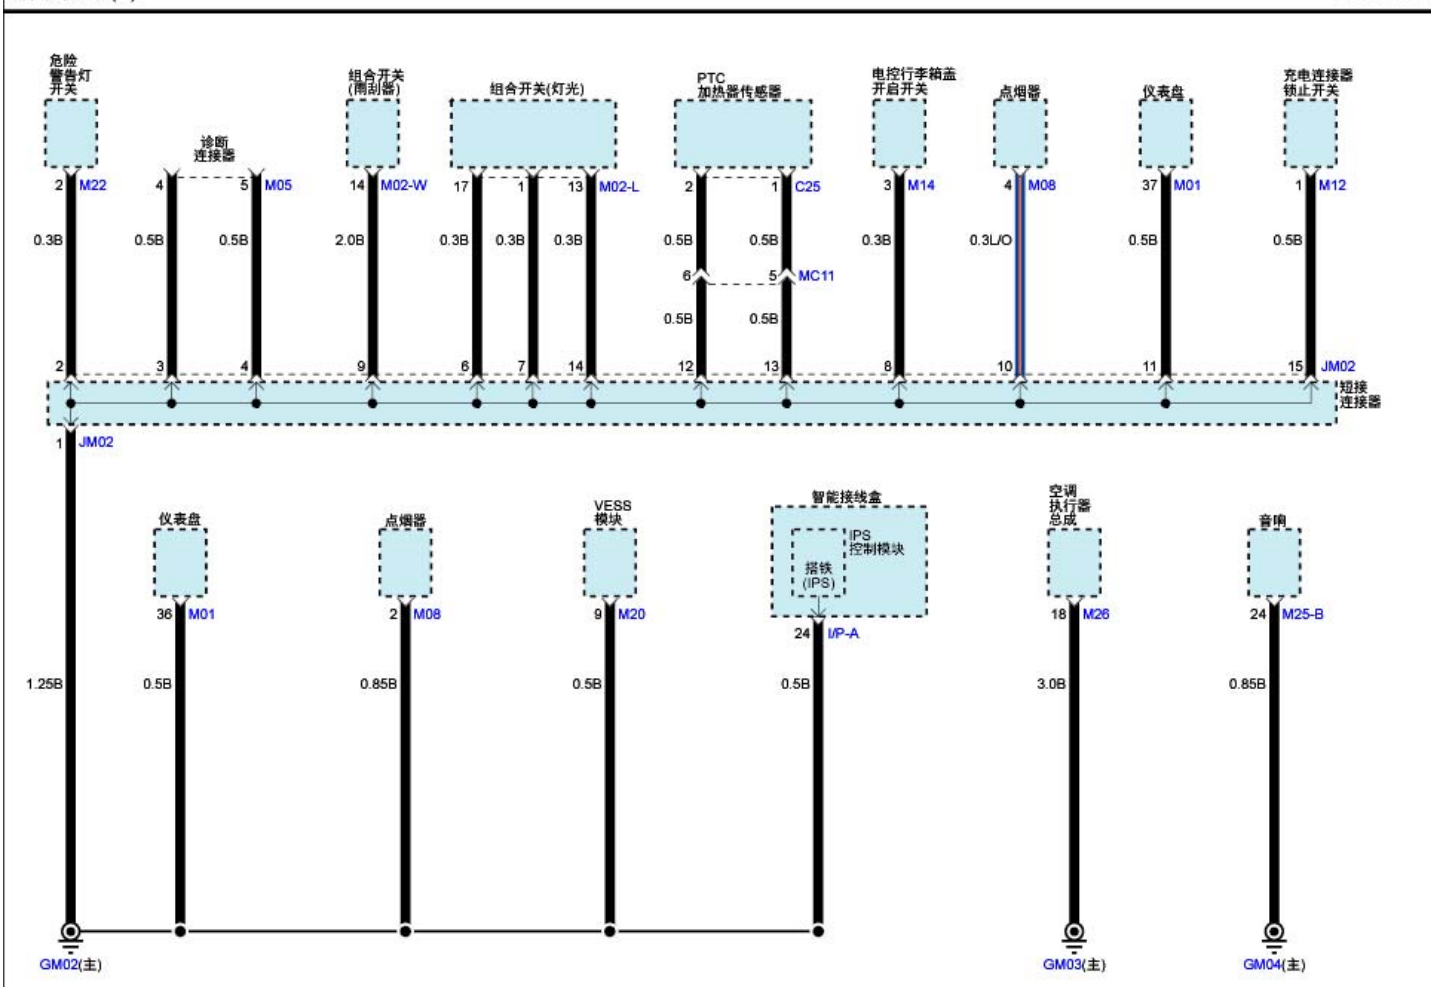 危险
警告灯
开关
诊断
连接器
组合开关
(雨刮器)
组合开关(灯光)
PTC
加热器传感器
电控行李箱盖
开启开关
点烟器
仪表盘
充电连接器
锁止开关
2 M22
4
5 M05
14 M02-W
17
1
13 M02-L
2
1 C25
3 M14
4 M08
37 M01
1 M12
0.3B
0.5B
0.5B
2.0B
0.3B
0.3B
0.3B
0.5B
0.5B
0.3B
0.3L/O
0.5B
0.5B
6
5 MC11
0.5B
0.5B
2
3
4
9
6
7
14
12
13
8
10
11
15 JM02
短接
连接器
1 JM02
仪表盘
点烟器
VESS
模块
智能接线盒
IPS
控制模块
搭铁
(IPS)
空调
执行器
总成
音响
36 M01
2 M08
9 M20
24 I/P-A
18 M26
24 M25-B
1.25B
0.5B
0.85B
0.5B
0.5B
3.0B
0.85B
GM02(主)
GM03(主)
GM04(主)